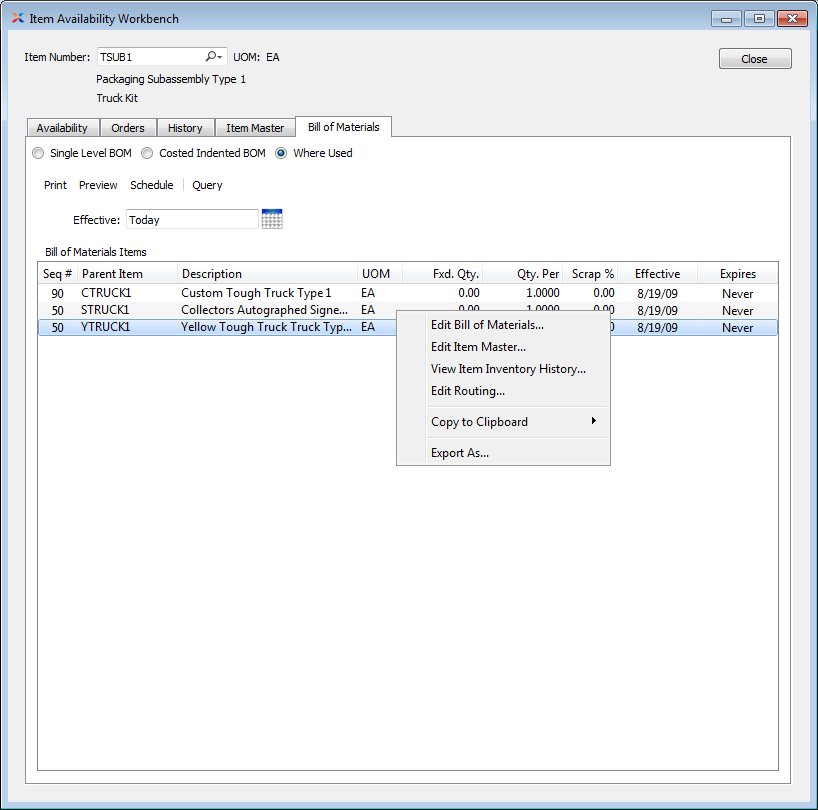 Item Availability Workbench
Item Number: TSUB1 UOM: EA
Close
Packaging Subassembly Type 1
Truck Kit
Availability Orders History Item Master Bill of Materials
Single Level BOM Costed Indented BOM Where Used
Print Preview Schedule Query
Effective: Today
Bill of Materials Items
Seq # Parent Item Description UOM Fxd. Qty. Qty. Per Scrap % Effective Expires
90 CTRUCK1 Custom Tough Truck Type 1 EA 0.00 1.0000 0.00 8/19/09 Never
50 STRUCK1 Collectors Autographed Signe... EA 0.00 1.0000 0.00 8/19/09 Never
50 YTRUCK1 Yellow Tough Truck Truck Typ... EA 0 8/19/09 Never
Edit Bill of Materials...
Edit Item Master...
View Item Inventory History...
Edit Routing...
Copy to Clipboard
Export As...